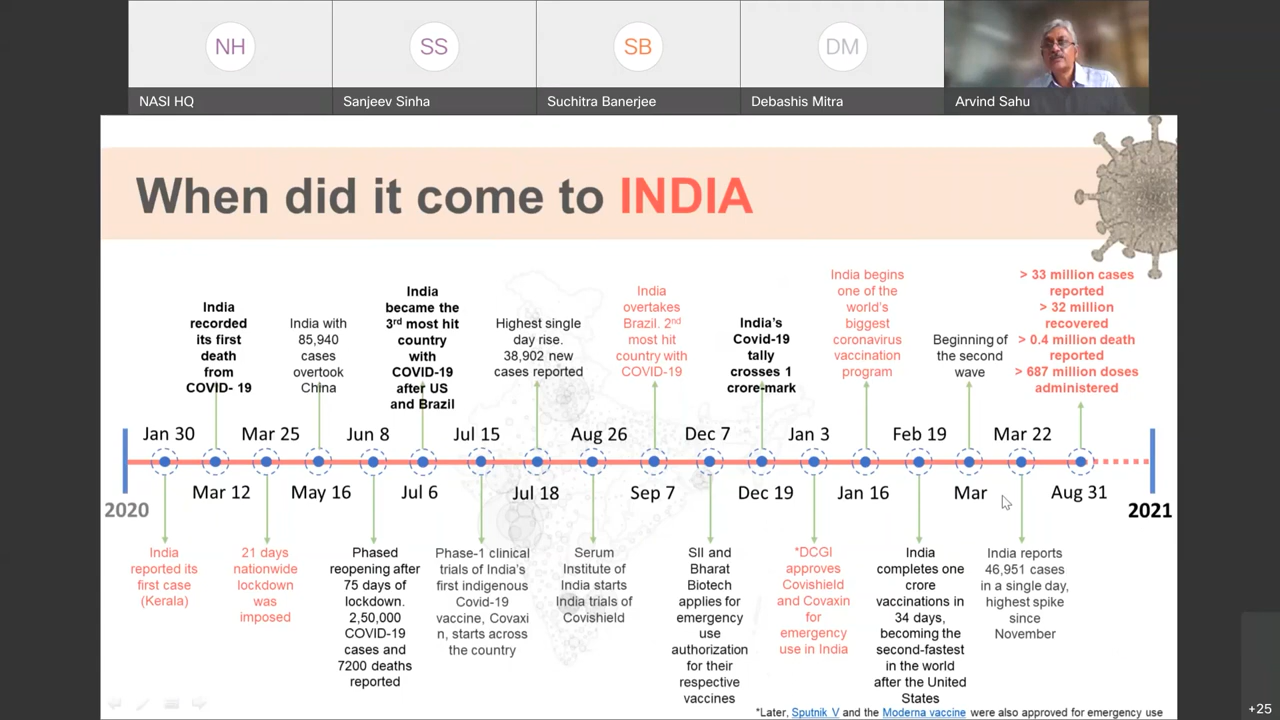 NH
SS
SB
DM
NASI HQ
Sanjeev Sinha
Suchitra Banerjee
Debashis Mitra
Arvind Sahu
When did it come to INDIA
India
recorded
its first
death
from
COVID- 19
India with
85,940
cases
overtook
China
India
became the
3rd most hit
country
with
COVID-19
after US
and Brazil
Highest single
day rise.
38,902 new
cases reported
India
overtakes
Brazil. 2nd
most hit
country with
COVID-19
India's
Covid-19
tally
crosses 1
crore-mark
India begins
one of the
world's
biggest
coronavirus
vaccination
program
Beginning of
the second
wave
> 33 million cases
reported
> 32 million
recovered
> 0.4 million death
reported
> 687 million doses
administered
Jan 30
Mar 25
Jun 8
Jul 15
Aug 26
Dec 7
Jan 3
Feb 19
Mar 22
Mar 12
May 16
Jul 6
Jul 18
Sep 7
Dec 19
Jan 16
Mar
Aug 31
2020
2021
India
reported its
first case
(Kerala)
21 days
nationwide
lockdown
was
imposed
Phased
reopening after
75 days of
lockdown.
2,50,000
COVID-19
cases and
7200 deaths
reported
Phase-1 clinical
trials of India's
first indigenous
Covid-19
vaccine, Covaxi
n, starts across
the country
Serum
Institute of
India starts
India trials of
Covishield
SII and
Bharat
Biotech
applies for
emergency
use
authorization
for their
respective
vaccines
*DCGI
approves
Covishield
and Covaxin
for
emergency
use in India
India
completes one
crore
vaccinations in
34 days,
becoming the
second-fastest
in the world
after the United
States
India reports
46,951 cases
in a single day,
highest spike
since
November
*Later, Sputnik V and the Moderna vaccine were also approved for emergency use
+25